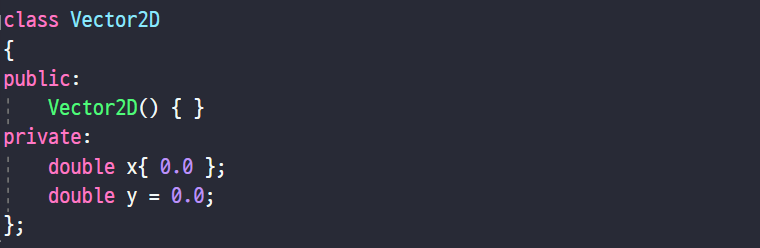 class Vector2D
{
public:
    Vector2D() { }
private:
    double x{ 0.0 };
    double y = 0.0;
};